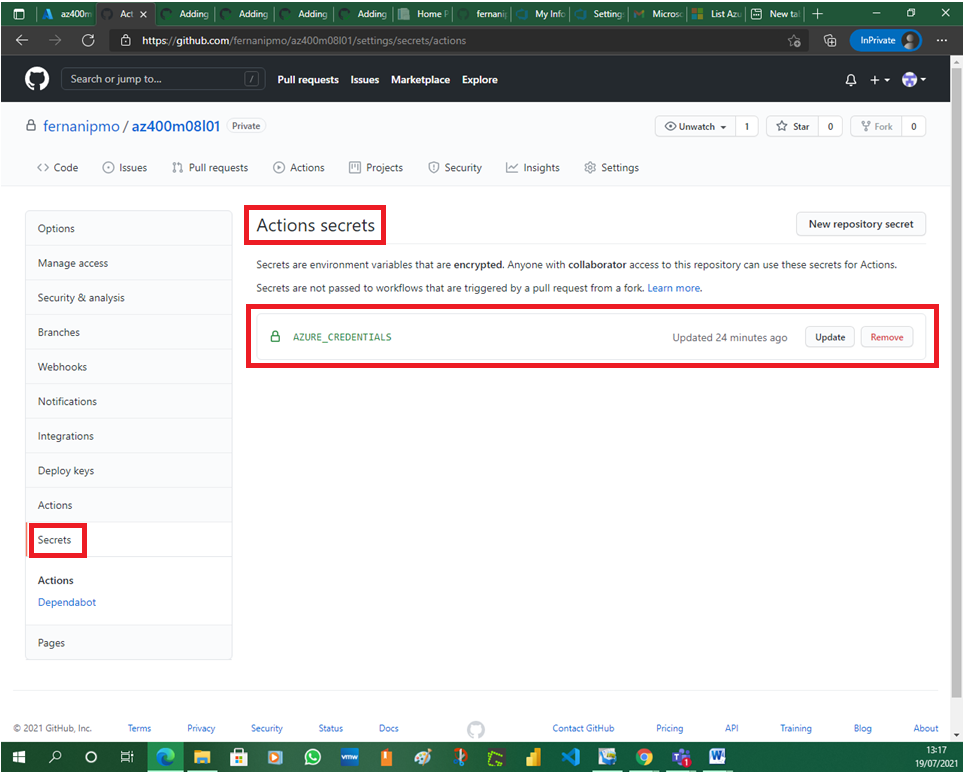 az400m
Act
Adding
Adding
Adding
Adding
Home P
fernanip
My Info
Setting
Micros
List Azu
New tab
https://github.com/fernanipmo/az400m08l01/settings/secrets/actions
InPrivate
Search or jump to...
/
Pull requests
Issues
Marketplace
Explore
fernanipmo / az400m08l01
Private
Unwatch
1
Star
0
Fork
0
Code
Issues
Pull requests
Actions
Projects
Security
Insights
Settings
Options
Manage access
Security & analysis
Branches
Webhooks
Notifications
Integrations
Deploy keys
Actions
Secrets
Actions
Dependabot
Pages
Actions secrets
New repository secret
Secrets are environment variables that are encrypted. Anyone with collaborator access to this repository can use these secrets for Actions.
Secrets are not passed to workflows that are triggered by a pull request from a fork. Learn more.
AZURE_CREDENTIALS
Updated 24 minutes ago
Update
Remove
© 2021 GitHub, Inc.
Terms
Privacy
Security
Status
Docs
Contact GitHub
Pricing
API
Training
Blog
About
vmw
13:17
19/07/2021